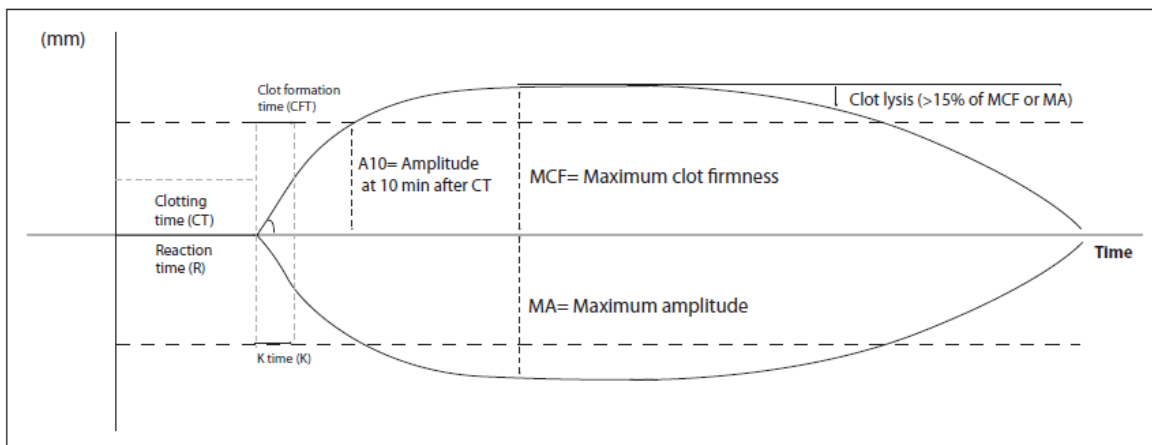 (mm)
Clot formation
time (CFT)
Clot lysis (>15% of MCF or MA)
A10= Amplitude
at 10 min after CT
MCF= Maximum clot firmness
Clotting
time (CT)
Reaction
time (R)
Time
MA= Maximum amplitude
K time (K)